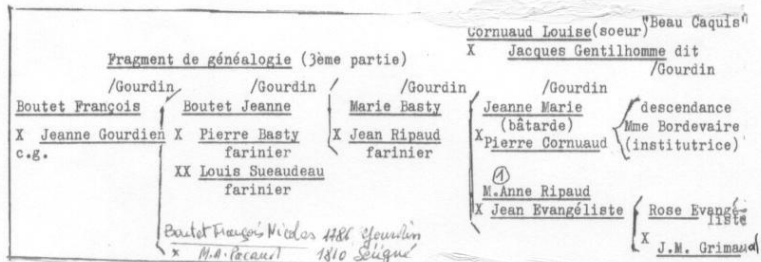 "Beau Caquis"
Cornuaud Louise(soeur)
X Jacques Gentilhomme dit
/Gourdin
Fragment de généalogie (3ème partie)
/Gourdin /Gourdin /Gourdin /Gourdin
Boutet François Boutet Jeanne Marie Basty Jeanne Marie descendance
X Jeanne Gourdien X Pierre Basty X Jean Ripaud (bâtarde) Mme Bordevaire
c.g. farinier farinier X Pierre Cornuaud (institutrice)
XX Louis Sueaudeau
farinier
①
M.Anne Ripaud
X Jean Evangéliste Rose Evangéliste
X J.M. Grimaud
Boutet François Nicolas 1786 Gourdin
x M.A. 1810